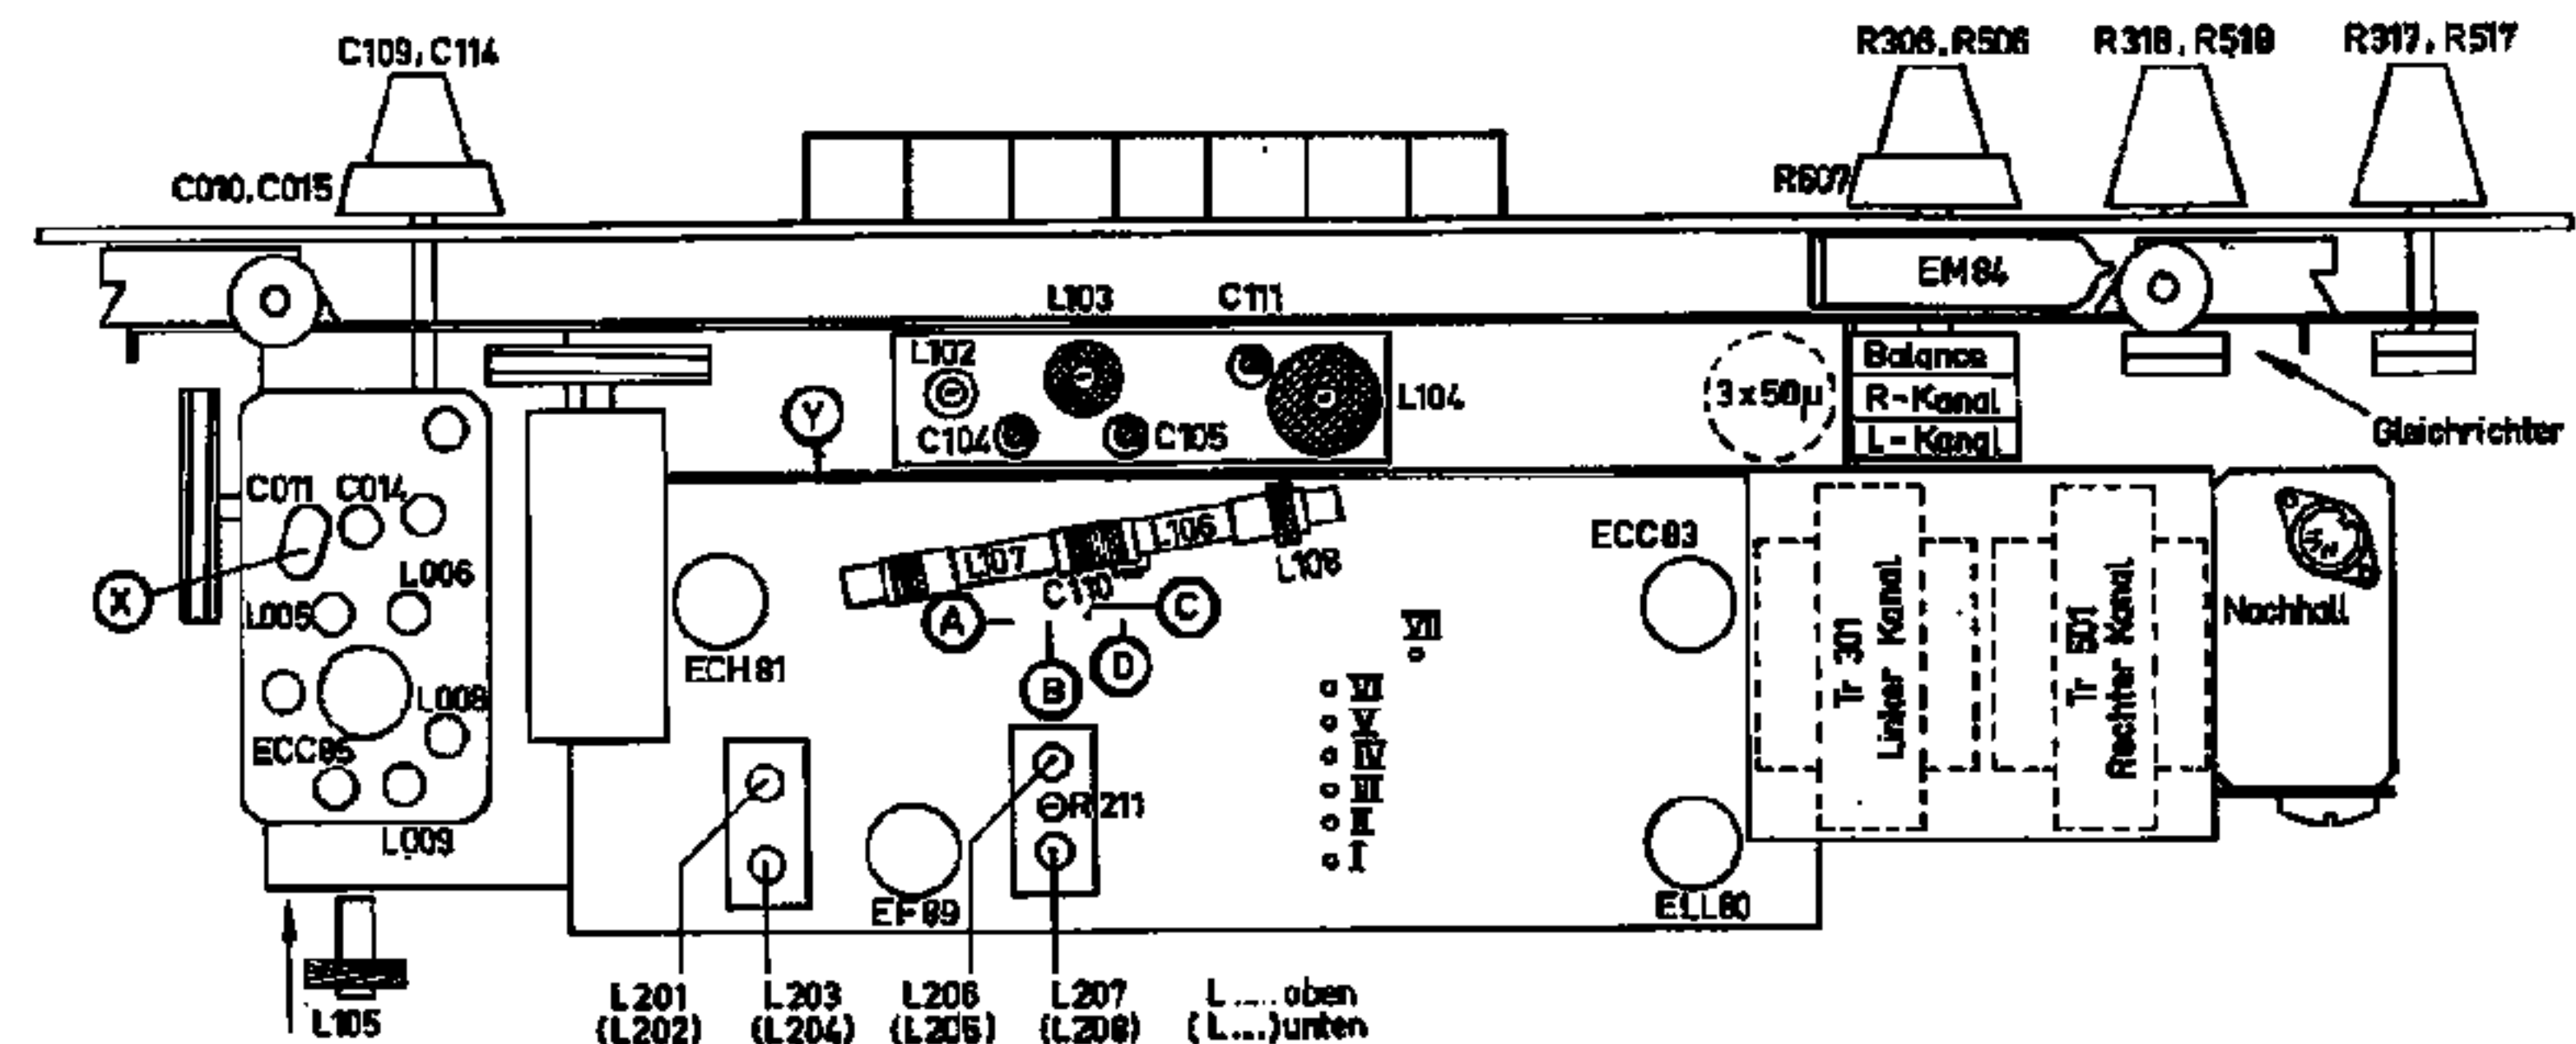 C109, C114
R306, R506
R318, R518
R317, R517
C010, C015
R607
EM84
L103
C111
L102
Balance
3x50µ
R-Kanal
L104
Y
C104
C105
L-Kanal
Gleichrichter
C011
C014
L107
L106
ECC83
L108
X
L006
C110
L005
A
C
VII
Nachhall
ECH81
D
B
VI
Tr 301
Linker Kanal
Tr 501
Rechter Kanal
L008
V
ECC85
IV
III
R211
II
L009
I
EF89
ELL80
L105
L201
(L202)
L203
(L204)
L206
(L205)
L207
(L208)
L.... oben
(L...) unten